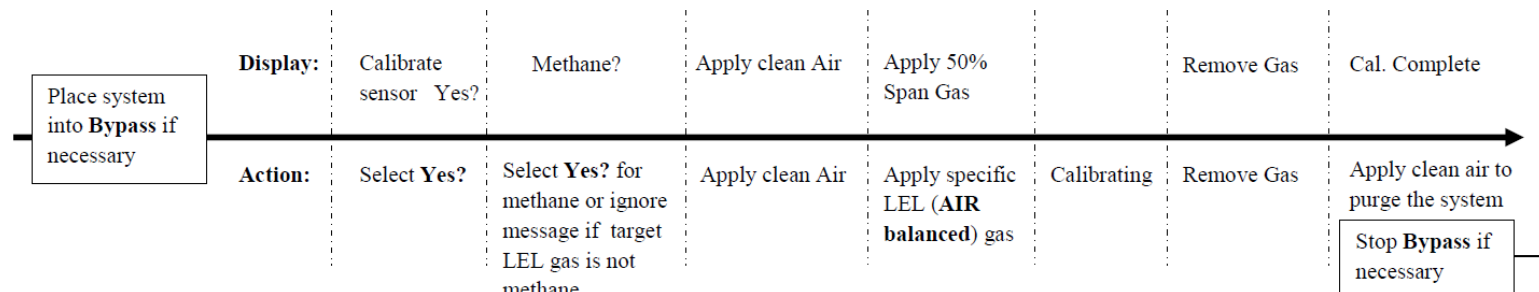 Place system
into Bypass if
necessary
Display:
Calibrate
sensor Yes?
Methane?
Apply clean Air
Apply 50%
Span Gas
Remove Gas
Cal. Complete
Action:
Select Yes?
Select Yes? for
methane or ignore
message if target
LEL gas is not
methane
Apply clean Air
Apply specific
LEL (AIR
balanced) gas
Calibrating
Remove Gas
Apply clean air to
purge the system
Stop Bypass if
necessary